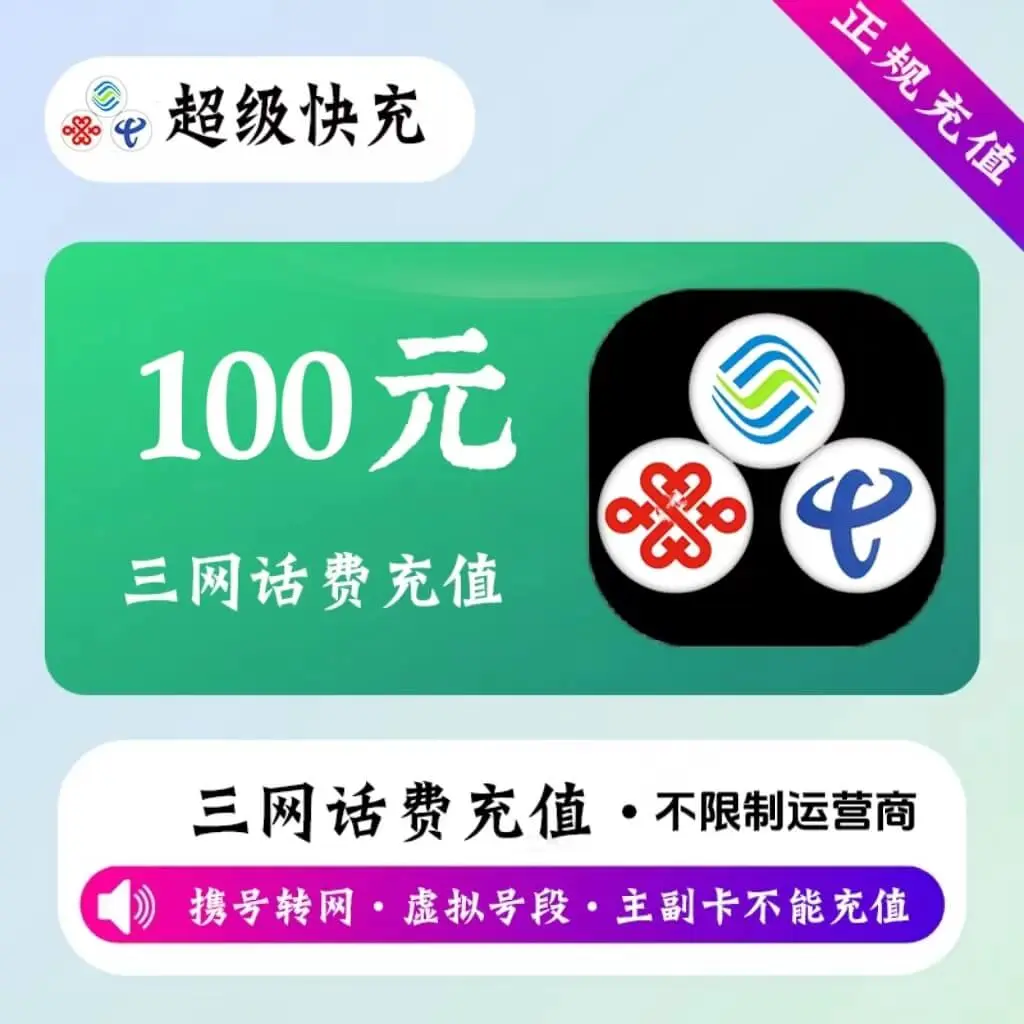 超级快充
正规充值
100元
三网话费充值
三网话费充值 · 不限制运营商
携号转网 · 虚拟号段 · 主副卡不能充值